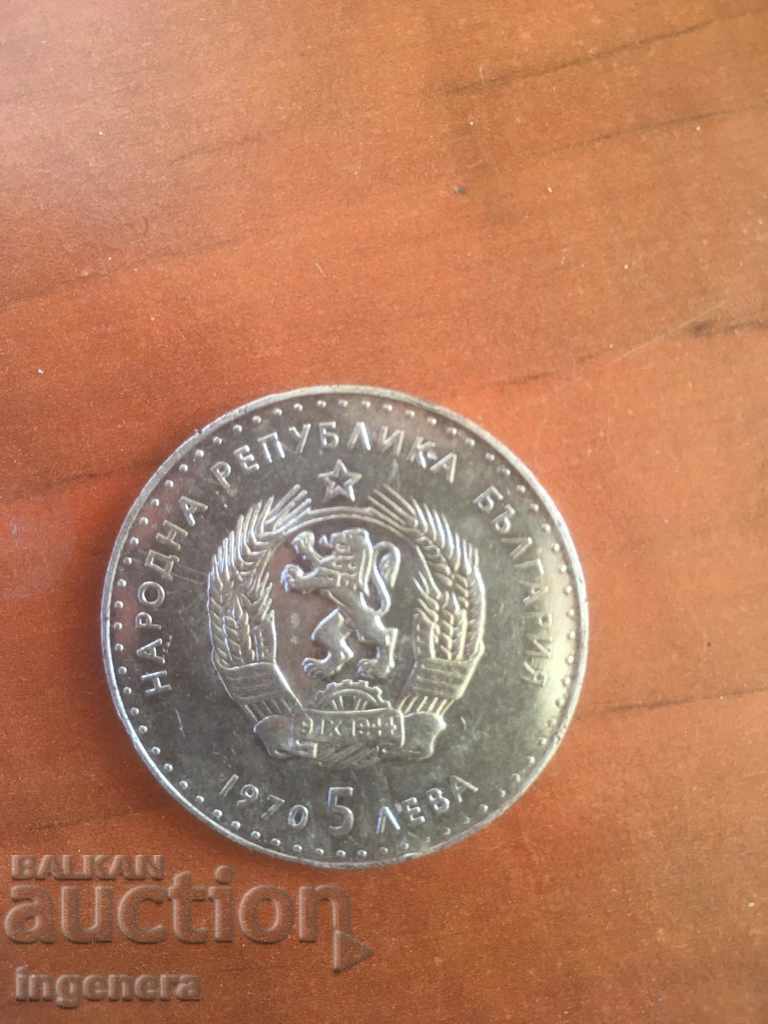 НАРОДНА РЕПУБЛИКА БЪЛГАРИЯ
9·IX·1944
1970 5 ЛЕВА
BALKAN
auction
ingenera